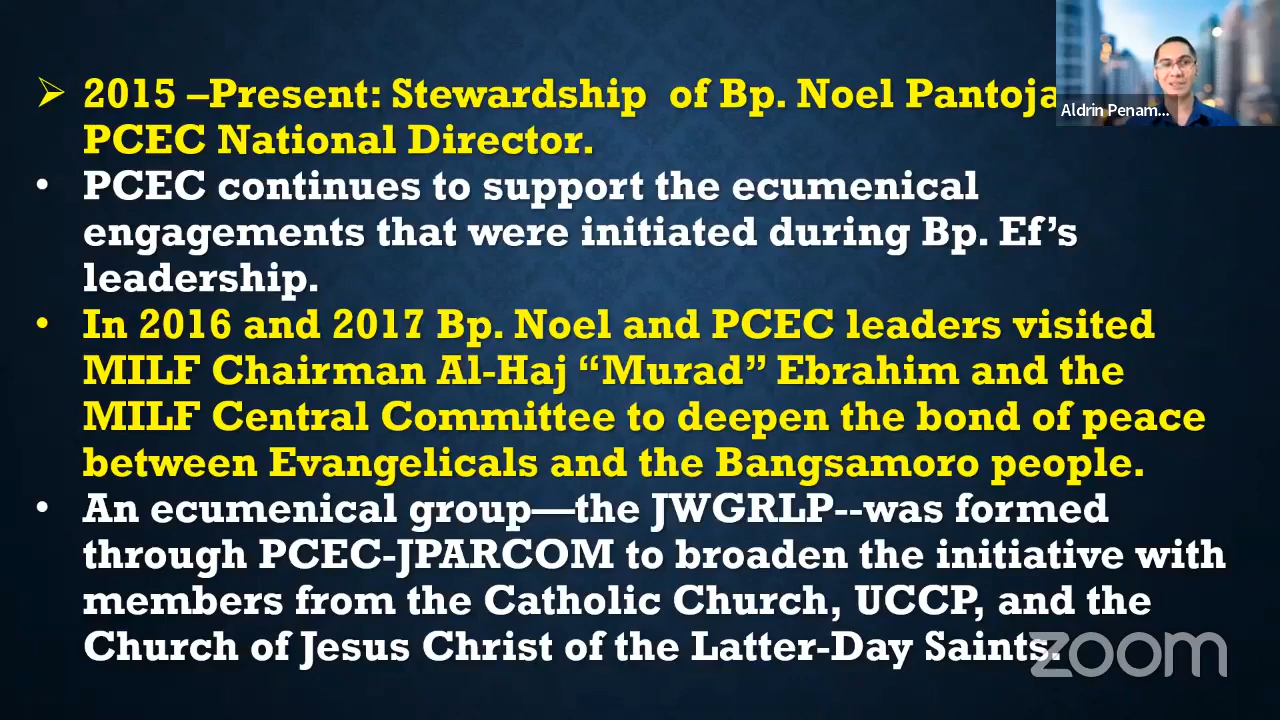 ➢ 2015 –Present: Stewardship of Bp. Noel Pantoja
PCEC National Director.
• PCEC continues to support the ecumenical
engagements that were initiated during Bp. Ef’s
leadership.
• In 2016 and 2017 Bp. Noel and PCEC leaders visited
MILF Chairman Al-Haj “Murad” Ebrahim and the
MILF Central Committee to deepen the bond of peace
between Evangelicals and the Bangsamoro people.
• An ecumenical group—the JWGRLP--was formed
through PCEC-JPARCOM to broaden the initiative with
members from the Catholic Church, UCCP, and the
Church of Jesus Christ of the Latter-Day Saints.
Aldrin Penam...
zoom